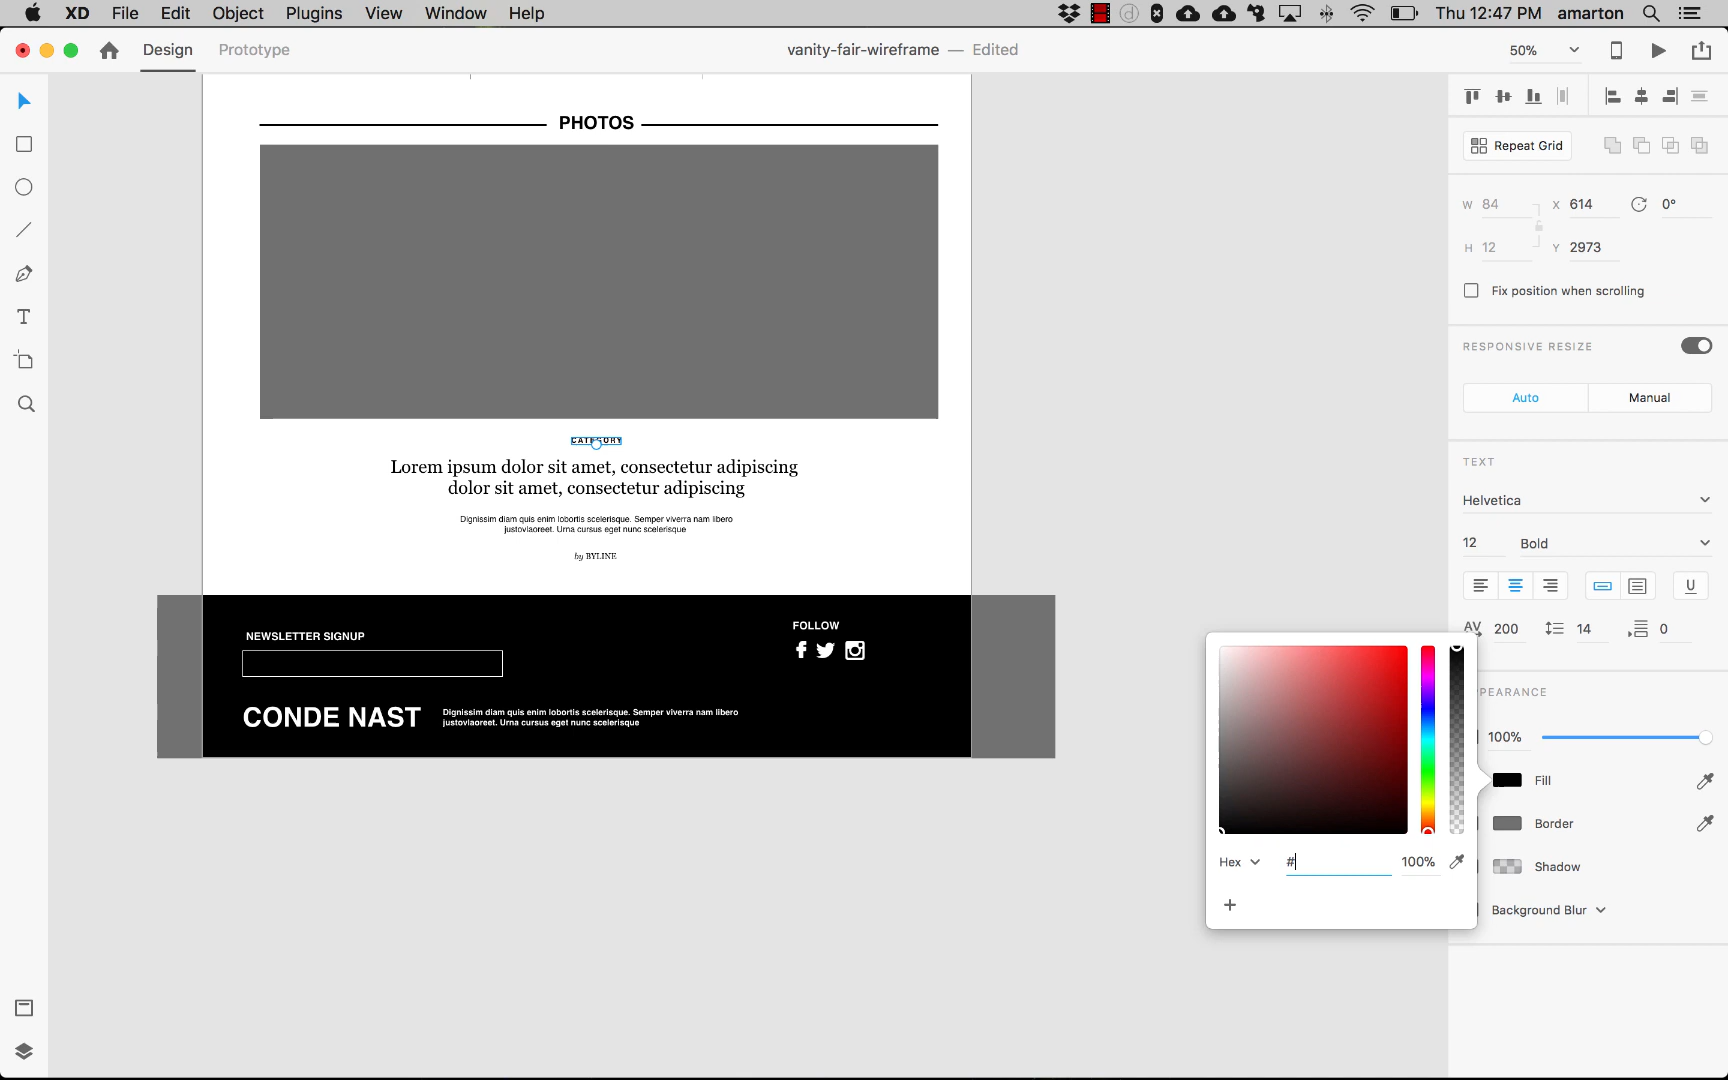 XD File Edit Object Plugins View Window Help
Thu 12:47 PM amarton
Design Prototype
vanity-fair-wireframe — Edited
50%
PHOTOS
CATEGORY
Lorem ipsum dolor sit amet, consectetur adipiscing
dolor sit amet, consectetur adipiscing
Dignissim diam quis enim lobortis scelerisque. Semper viverra nam libero
justovlaoreet. Urna cursus eget nunc scelerisque
by BYLINE
NEWSLETTER SIGNUP
FOLLOW
CONDE NAST
Dignissim diam quis enim lobortis scelerisque. Semper viverra nam libero
justovlaoreet. Urna cursus eget nunc scelerisque
Repeat Grid
W 84 X 614 0°
H 12 Y 2973
Fix position when scrolling
RESPONSIVE RESIZE
Auto Manual
TEXT
Helvetica
12 Bold
U
AV 200 14 0
PEARANCE
100%
Fill
Border
Shadow
Background Blur
Hex # 100%
+